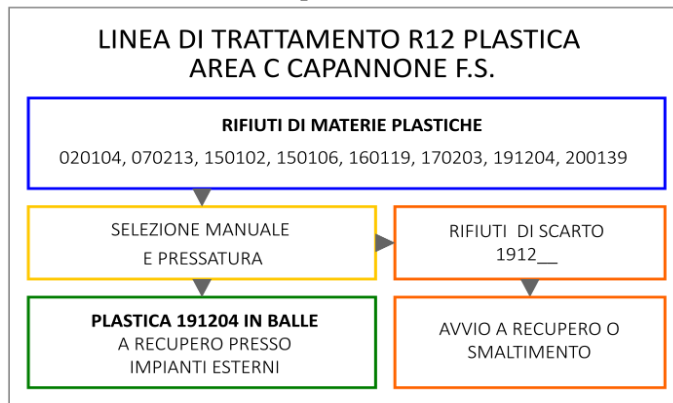 LINEA DI TRATTAMENTO R12 PLASTICA
AREA C CAPANNONE F.S.
RIFIUTI DI MATERIE PLASTICHE
020104, 070213, 150102, 150106, 160119, 170203, 191204, 200139
SELEZIONE MANUALE
E PRESSATURA
RIFIUTI DI SCARTO
1912__
PLASTICA 191204 IN BALLE
A RECUPERO PRESSO
IMPIANTI ESTERNI
AVVIO A RECUPERO O
SMALTIMENTO